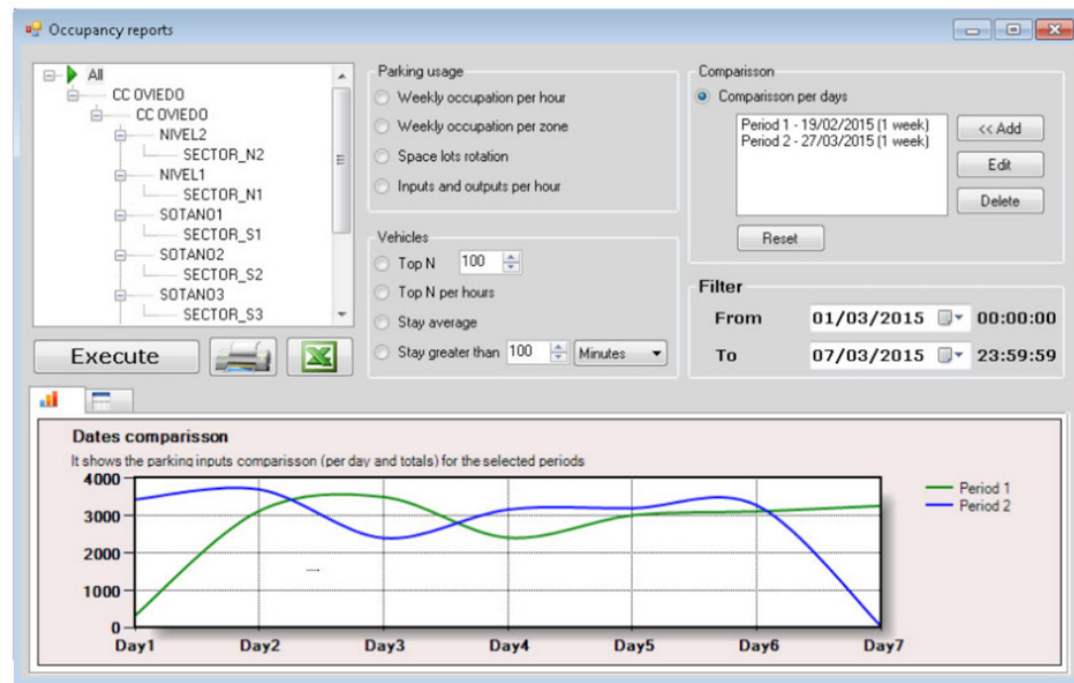 Occupancy reports
All
CC OVIEDO
CC OVIEDO
NIVEL2
SECTOR_N2
NIVEL1
SECTOR_N1
SOTANO1
SECTOR_S1
SOTANO2
SECTOR_S2
SOTANO3
SECTOR_S3
Execute
Parking usage
Weekly occupation per hour
Weekly occupation per zone
Space lots rotation
Inputs and outputs per hour
Vehicles
Top N 100
Top N per hours
Stay average
Stay greater than 100 Minutes
Comparisson
Comparisson per days
Period 1 - 19/02/2015 (1 week)
Period 2 - 27/03/2015 (1 week)
<< Add
Edit
Delete
Reset
Filter
From 01/03/2015 00:00:00
To 07/03/2015 23:59:59
Dates comparisson
It shows the parking inputs comparisson (per day and totals) for the selected periods
4000
3000
2000
1000
0
Day1 Day2 Day3 Day4 Day5 Day6 Day7
Period 1
Period 2